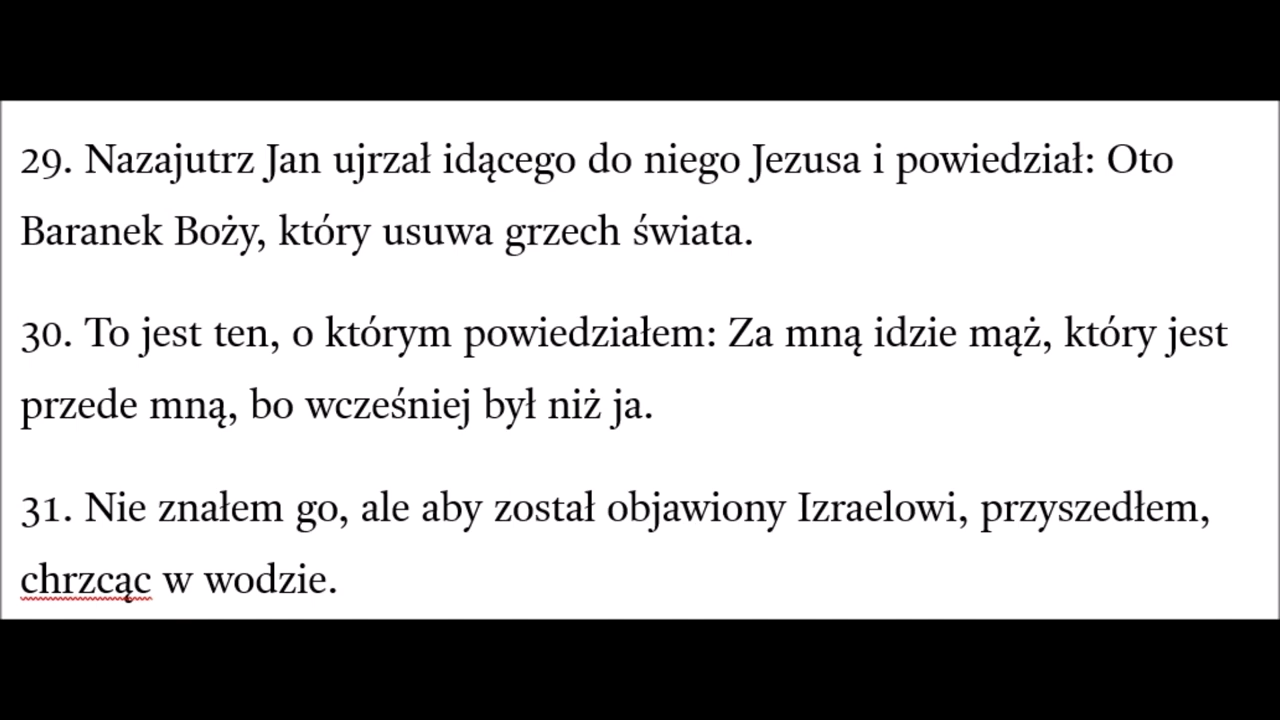 29. Nazajutrz Jan ujrzał idącego do niego Jezusa i powiedział: Oto
Baranek Boży, który usuwa grzech świata.
30. To jest ten, o którym powiedziałem: Za mną idzie mąż, który jest
przede mną, bo wcześniej był niż ja.
31. Nie znałem go, ale aby został objawiony Izraelowi, przyszedłem,
chrzcąc w wodzie.